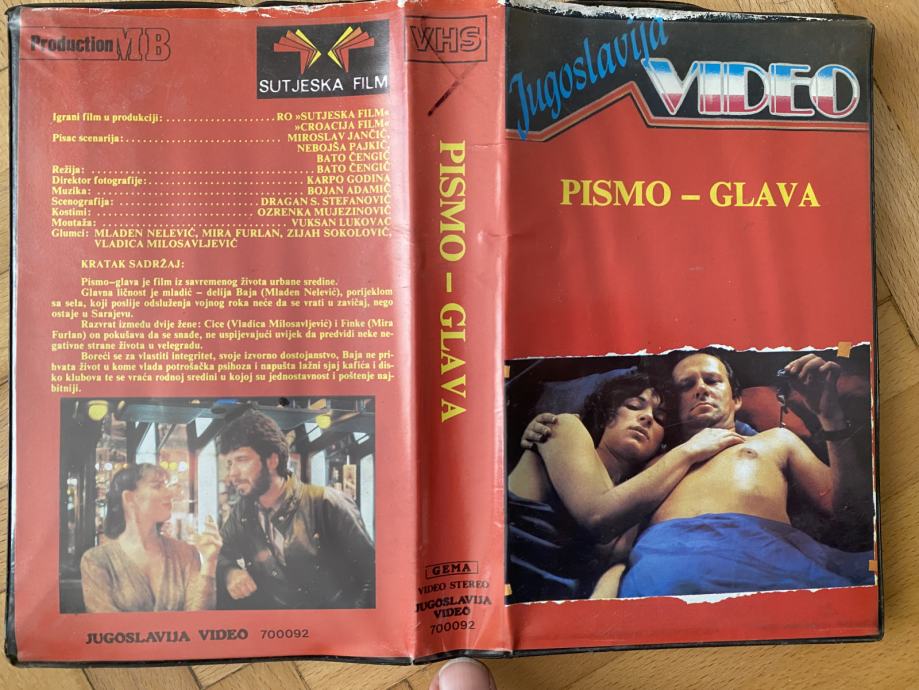 Production MB
SUTJESKA FILM
Igrani film u produkciji: RO »SUTJESKA FILM«
»CROACIJA FILM«
Pisac scenarija: MIROSLAV JANČIČ,
NEBOJŠA PAJKIČ,
BATO ČENGIČ
Režija: BATO ČENGIČ
Direktor fotografije: KARPO GODINA
Muzika: BOJAN ADAMIČ
Scenografija: DRAGAN S. STEFANOVIČ
Kostimi: OZRENKA MUJEZINOVIČ
Montaža: VUKSAN LUKOVAC
Glumci: MLADEN NELEVIĆ, MIRA FURLAN, ZIJAH SOKOLOVIĆ,
VLADICA MILOSAVLJEVIĆ
KRATAK SADRŽAJ:
Pismo-glava je film iz savremenog života urbane sredine.
Glavna ličnost je mladić - delija Baja (Mladen Nelević), porijeklom
sa sela, koji poslije odsluženja vojnog roka neće da se vrati u zavičaj, nego
ostaje u Sarajevu.
Razvrat između dvije žene: Cice (Vladica Milosavljević) i Finke (Mira
Furlan) on pokušava da se snađe, ne uspijevajući uvijek da predvidi neke ne-
gativne strane života u velegradu.
Boreći se za vlastiti integritet, svoje izvorno dostojanstvo, Baja ne pri-
hvata život u kome vlada potrošačka psihoza i napušta lažni sjaj kafića i dis-
ko klubova te se vraća rodnoj sredini u kojoj su jednostavnost i poštenje naj-
bitniji.
JUGOSLAVIJA VIDEO 700092
VHS
PISMO – GLAVA
GEMA
VIDEO STEREO
JUGOSLAVIJA
VIDEO
700092
Jugoslavija
VIDEO
PISMO – GLAVA